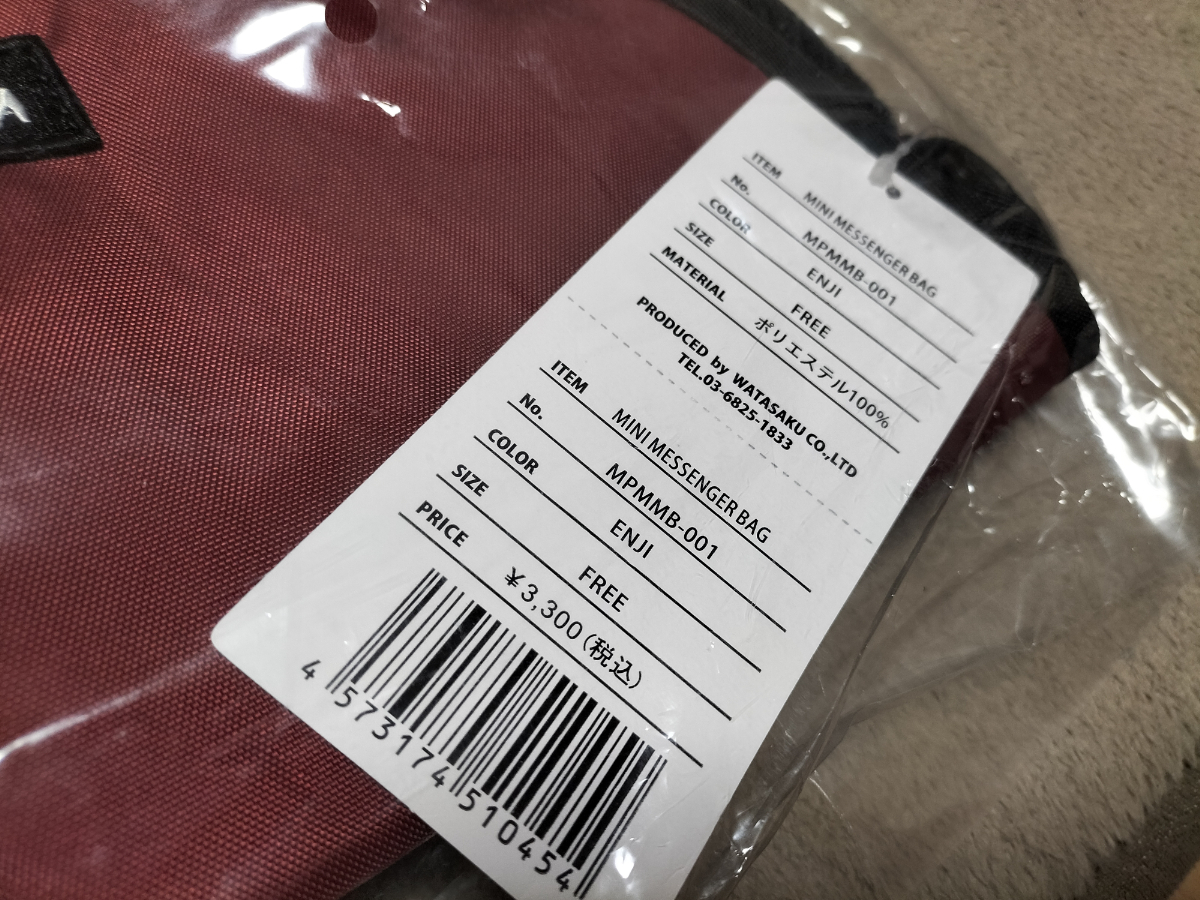 A
ITEM MINI MESSENGER BAG
No. MPMMB-001
COLOR ENJI
SIZE FREE
MATERIAL ポリエステル100%
PRODUCED by WATASAKU CO.,LTD
TEL.03-6825-1833
ITEM MINI MESSENGER BAG
No. MPMMB-001
COLOR ENJI
SIZE FREE
PRICE ¥3,300(税込)
4 573174 510454